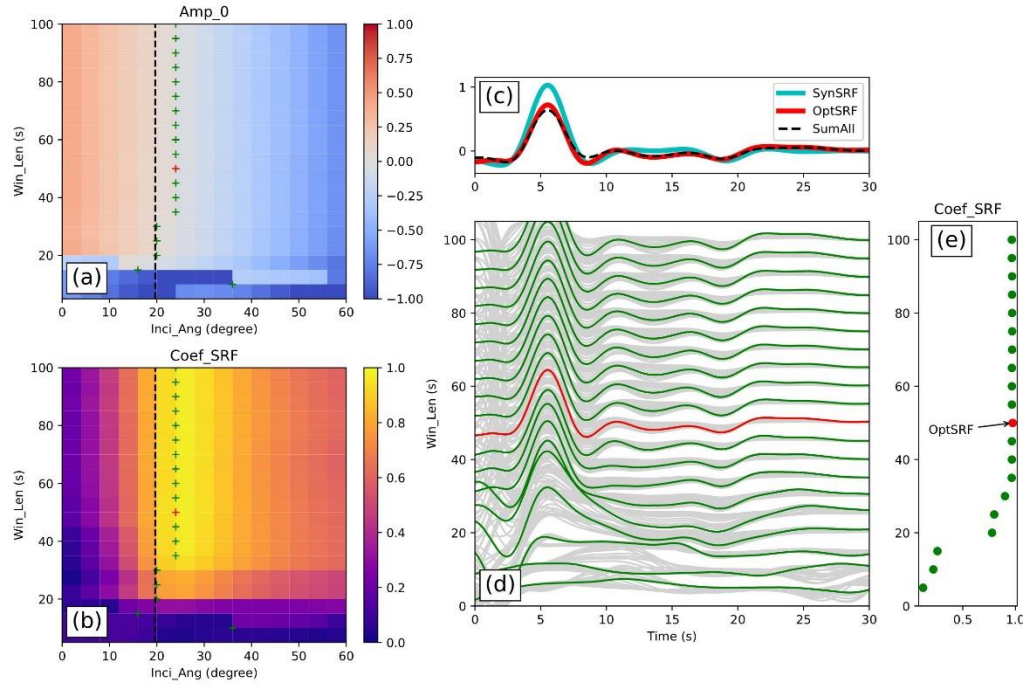 Amp_0
100
80
60
40
20
Win_Len (s)
(a)
0 10 20 30 40 50 60
Inci_Ang (degree)
1.00
0.75
0.50
0.25
0.00
−0.25
−0.50
−0.75
−1.00
Coef_SRF
100
80
60
40
20
Win_Len (s)
(b)
0 10 20 30 40 50 60
Inci_Ang (degree)
1.0
0.8
0.6
0.4
0.2
0.0
(c)
1
0
SynSRF
OptSRF
SumAll
0 5 10 15 20 25 30
100
80
60
40
20
0
Win_Len (s)
(d)
0 5 10 15 20 25 30
Time (s)
Coef_SRF
(e)
100
80
60
40
20
0
OptSRF
0.5 1.0